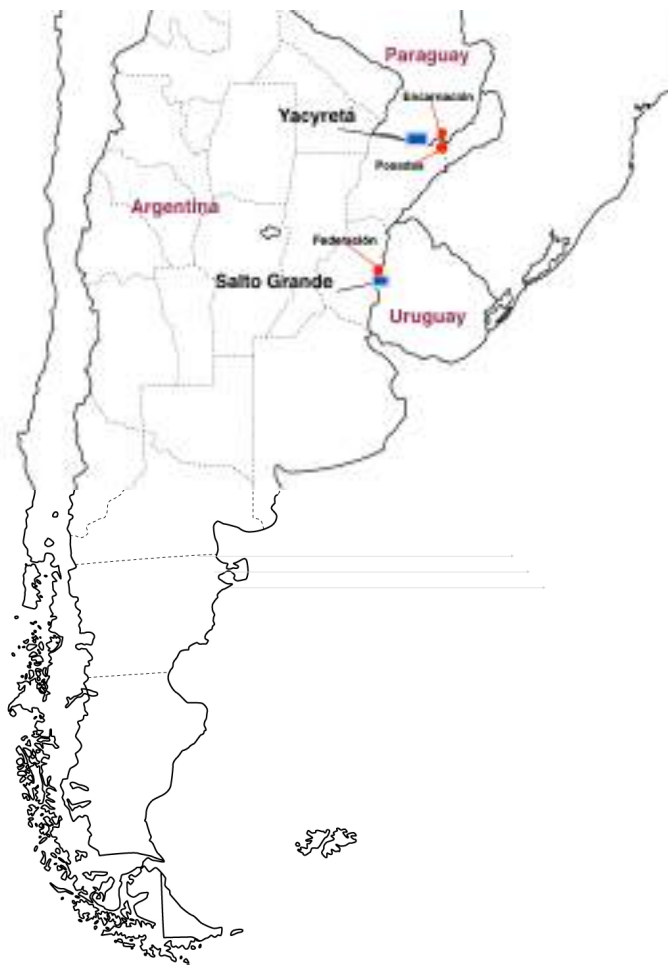 Paraguay
Encarnación
Yacyretá
Posadas
Argentina
Federación
Salto Grande
Uruguay